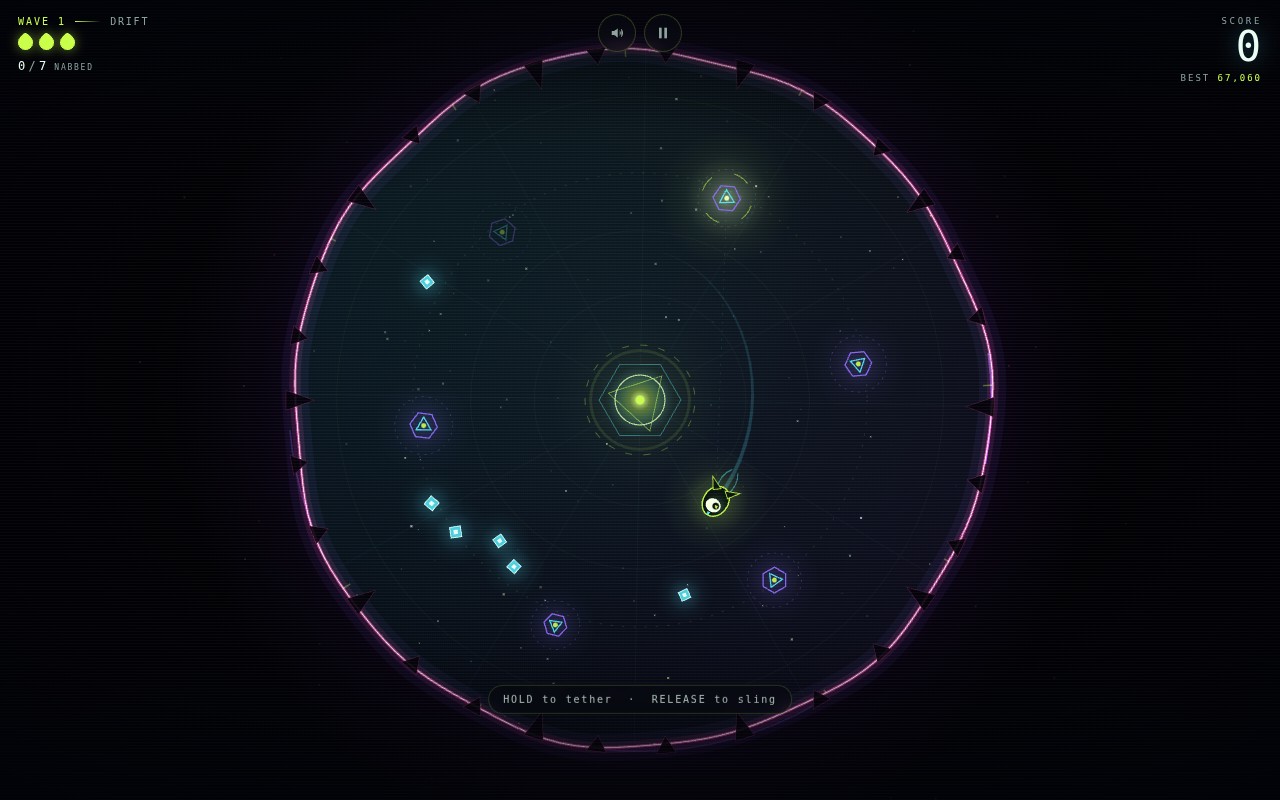 WAVE 1 DRIFT
0/7 NABBED
SCORE
0
BEST 67,060
HOLD to tether · RELEASE to sling